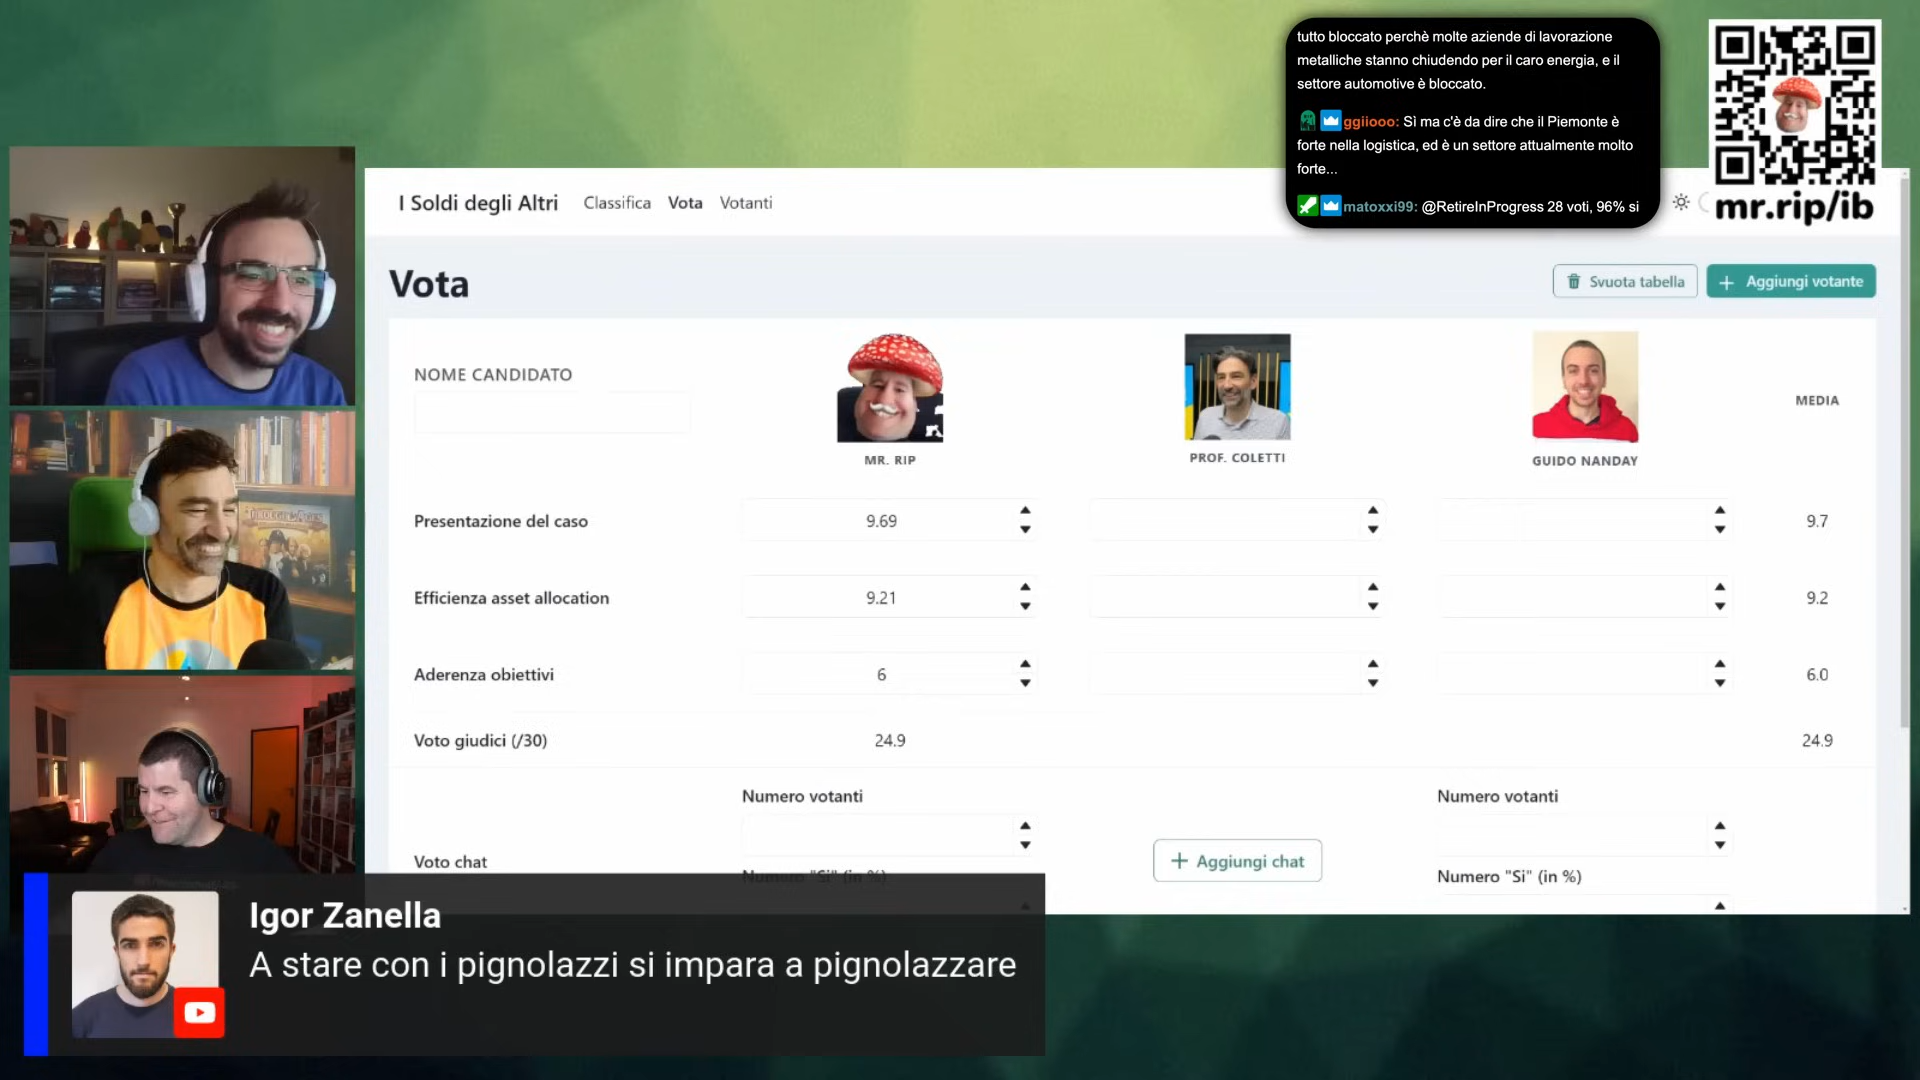 tutto bloccato perchè molte aziende di lavorazione
metalliche stanno chiudendo per il caro energia, e il
settore automotive è bloccato.
ggiiooo: Sì ma c'è da dire che il Piemonte è
forte nella logistica, ed è un settore attualmente molto
forte...
matoxxi99: @RetireInProgress 28 voti, 96% si
mr.rip/ib
I Soldi degli Altri Classifica Vota Votanti
Vota
Svuota tabella
Aggiungi votante
NOME CANDIDATO
MR. RIP
PROF. COLETTI
GUIDO NANDAY
MEDIA
Presentazione del caso 9.69 9.7
Efficienza asset allocation 9.21 9.2
Aderenza obiettivi 6 6.0
Voto giudici (/30) 24.9 24.9
Numero votanti
Numero votanti
Voto chat
Aggiungi chat
Numero "Si" (in %)
Numero "Si" (in %)
Igor Zanella
A stare con i pignolazzi si impara a pignolazzare